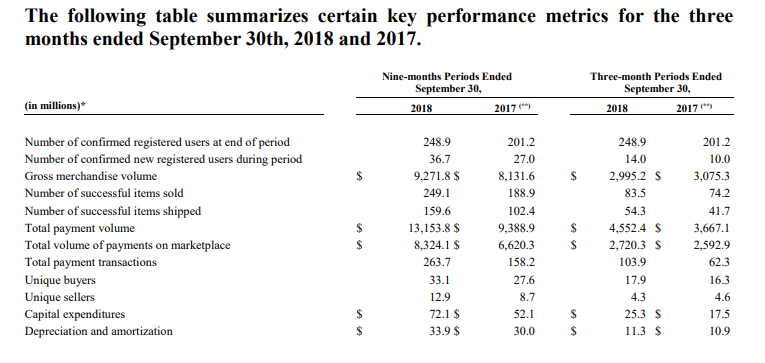 The following table summarizes certain key performance metrics for the three
months ended September 30th, 2018 and 2017.
Nine-months Periods Ended Three-month Periods Ended
September 30, September 30,
(in millions)* 2018 2017 (**) 2018 2017 (**)
Number of confirmed registered users at end of period 248.9 201.2 248.9 201.2
Number of confirmed new registered users during period 36.7 27.0 14.0 10.0
Gross merchandise volume $ 9,271.8 $ 8,131.6 $ 2,995.2 $ 3,075.3
Number of successful items sold 249.1 188.9 83.5 74.2
Number of successful items shipped 159.6 102.4 54.3 41.7
Total payment volume $ 13,153.8 $ 9,388.9 $ 4,552.4 $ 3,667.1
Total volume of payments on marketplace $ 8,324.1 $ 6,620.3 $ 2,720.3 $ 2,592.9
Total payment transactions 263.7 158.2 103.9 62.3
Unique buyers 33.1 27.6 17.9 16.3
Unique sellers 12.9 8.7 4.3 4.6
Capital expenditures $ 72.1 $ 52.1 $ 25.3 $ 17.5
Depreciation and amortization $ 33.9 $ 30.0 $ 11.3 $ 10.9